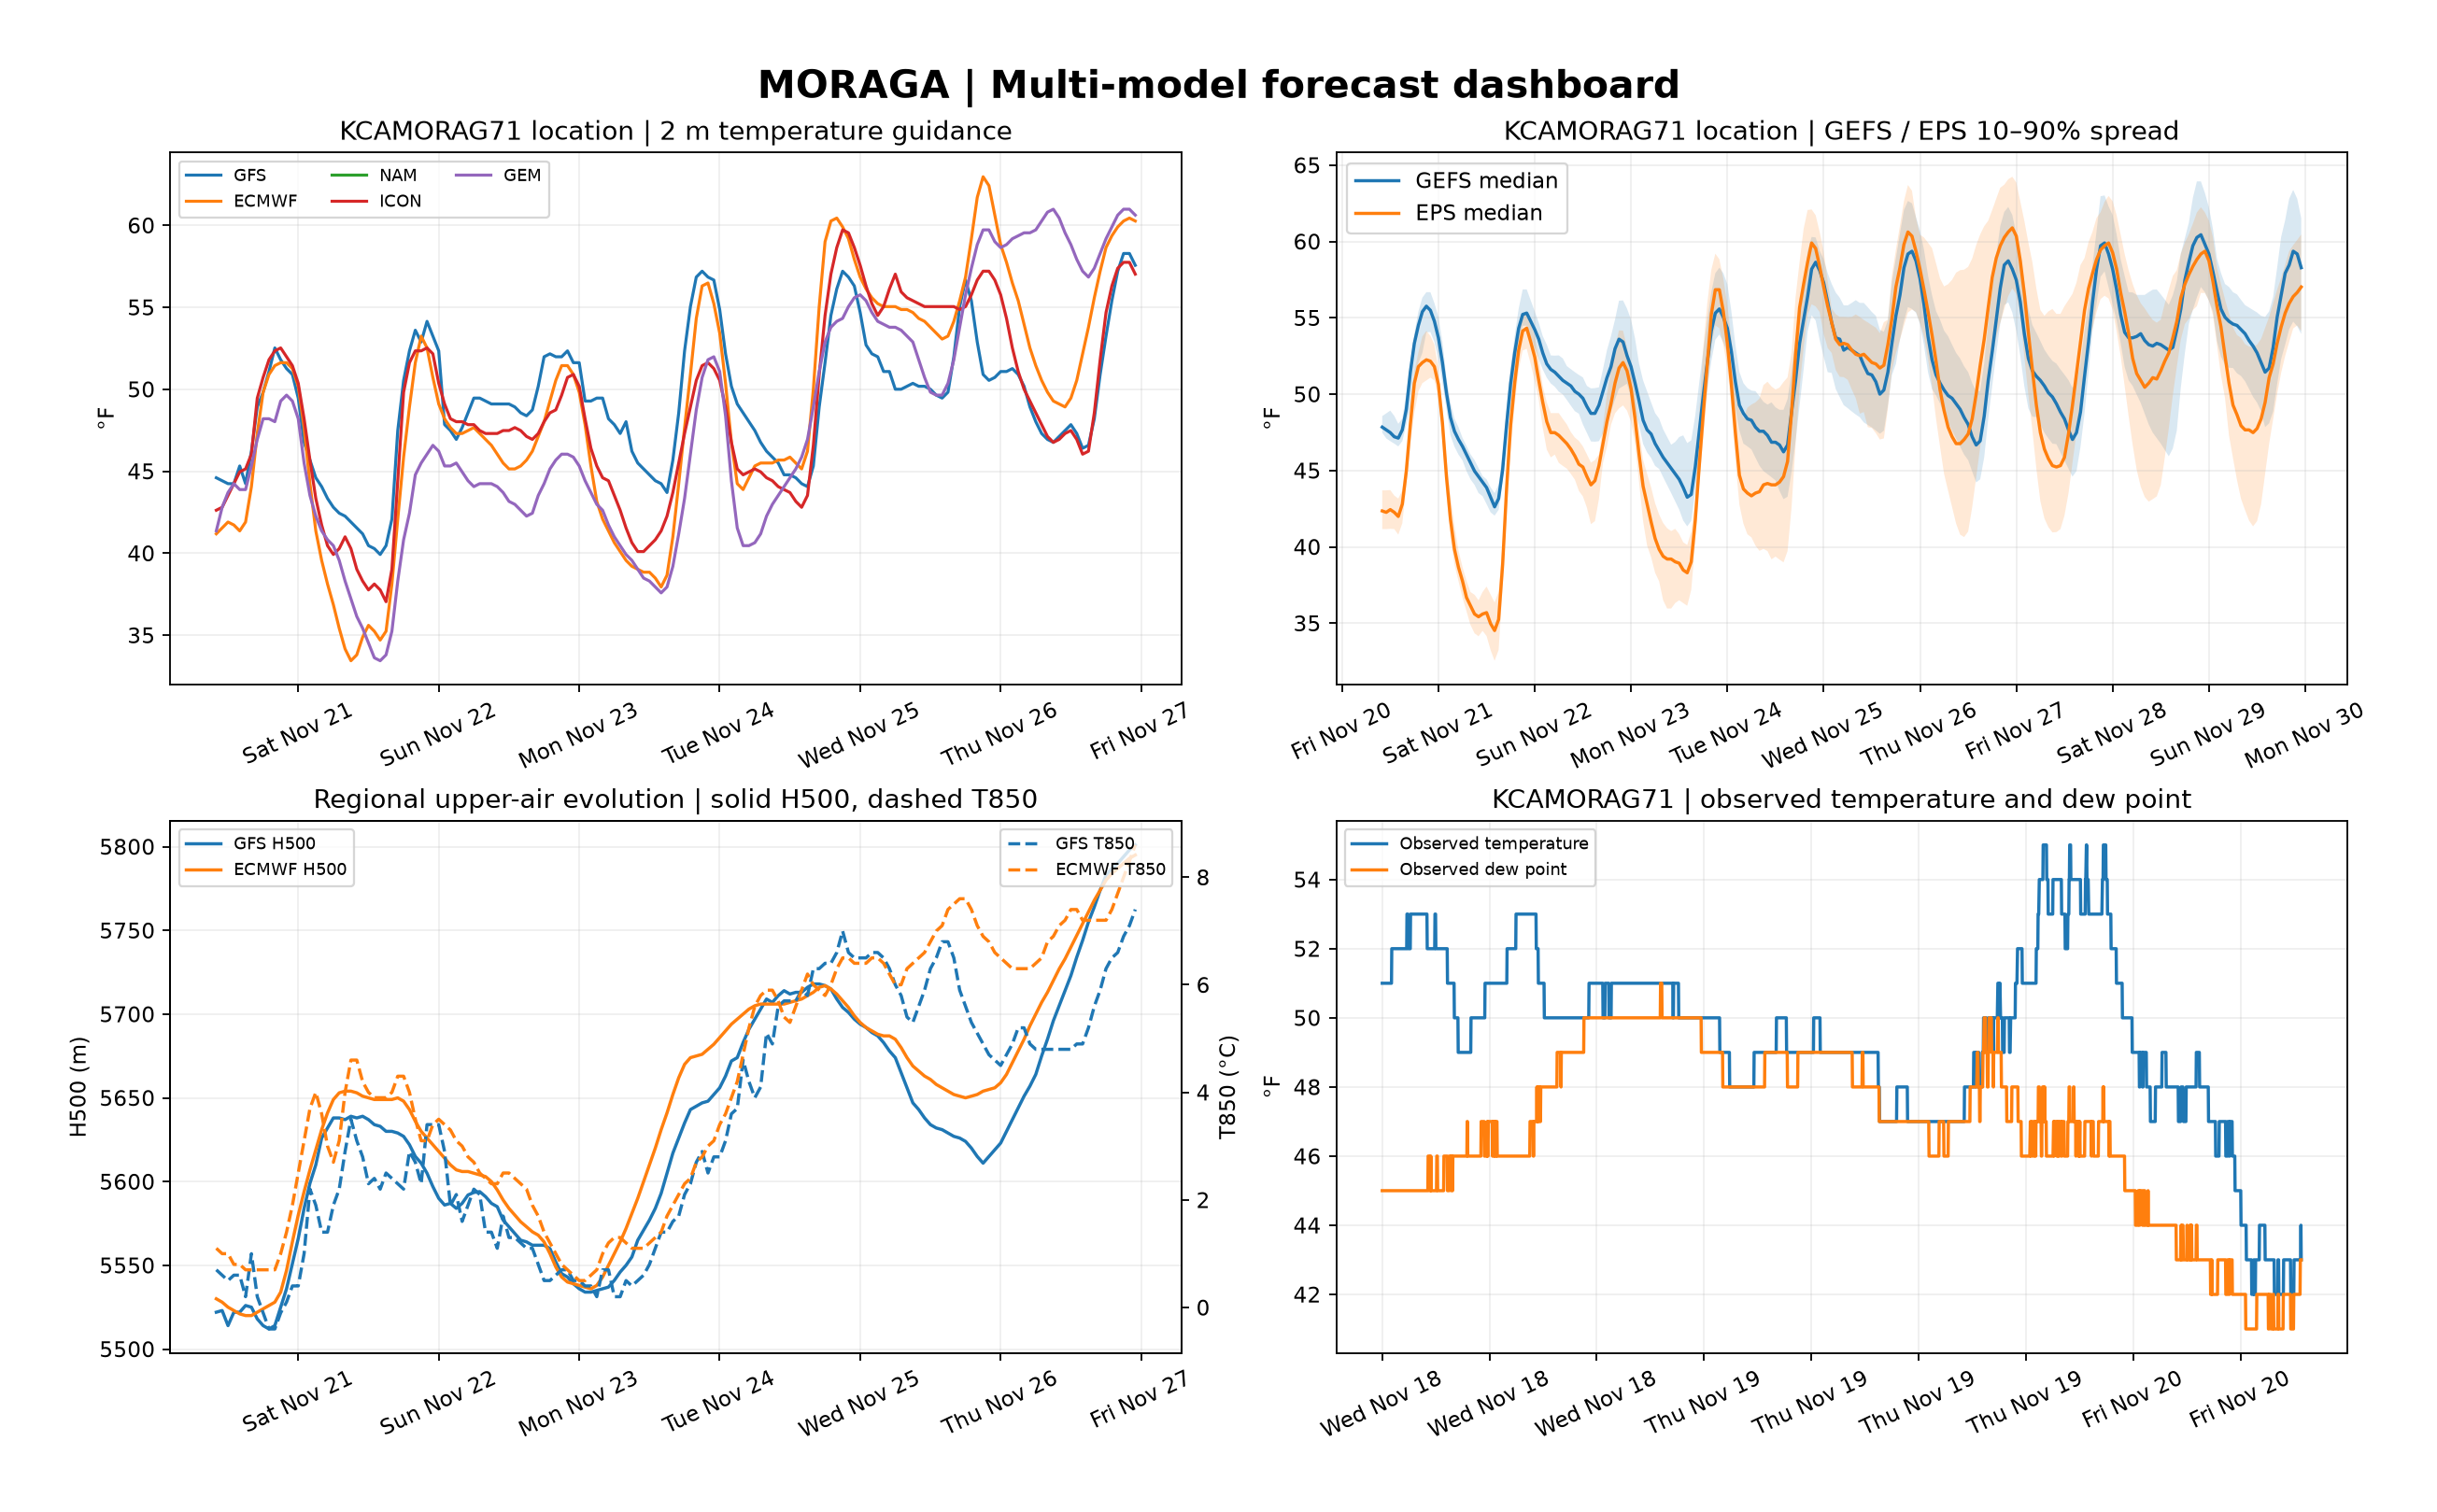 MORAGA | Multi-model forecast dashboard
KCAMORAG71 location | 2 m temperature guidance
GFS
ECMWF
NAM
ICON
GEM
°F
60
55
50
45
40
35
Sat Nov 21
Sun Nov 22
Mon Nov 23
Tue Nov 24
Wed Nov 25
Thu Nov 26
Fri Nov 27
KCAMORAG71 location | GEFS / EPS 10–90% spread
GEFS median
EPS median
°F
65
60
55
50
45
40
35
Fri Nov 20
Sat Nov 21
Sun Nov 22
Mon Nov 23
Tue Nov 24
Wed Nov 25
Thu Nov 26
Fri Nov 27
Sat Nov 28
Sun Nov 29
Mon Nov 30
Regional upper-air evolution | solid H500, dashed T850
GFS H500
ECMWF H500
GFS T850
ECMWF T850
H500 (m)
5800
5750
5700
5650
5600
5550
5500
T850 (°C)
8
6
4
2
0
Sat Nov 21
Sun Nov 22
Mon Nov 23
Tue Nov 24
Wed Nov 25
Thu Nov 26
Fri Nov 27
KCAMORAG71 | observed temperature and dew point
Observed temperature
Observed dew point
°F
54
52
50
48
46
44
42
Wed Nov 18
Wed Nov 18
Wed Nov 18
Thu Nov 19
Thu Nov 19
Thu Nov 19
Thu Nov 19
Fri Nov 20
Fri Nov 20